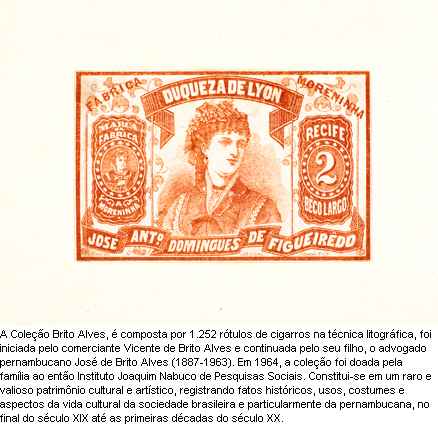 FABRICA MORENINHA
DUQUEZA DE LYON
MARCA
DA
FABRICA
DA
MORENINHA
RECIFE
2
BECO LARGO
JOSE ANTº DOMINGUES DE FIGUEIRÊDO
A Coleção Brito Alves, é composta por 1.252 rótulos de cigarros na técnica litográfica, foi
iniciada pelo comerciante Vicente de Brito Alves e continuada pelo seu filho, o advogado
pernambucano José de Brito Alves (1887-1963). Em 1964, a coleção foi doada pela
família ao então Instituto Joaquim Nabuco de Pesquisas Sociais. Constitui-se em um raro e
valioso patrimônio cultural e artístico, registrando fatos históricos, usos, costumes e
aspectos da vida cultural da sociedade brasileira e particularmente da pernambucana, no
final do século XIX até as primeiras décadas do século XX.